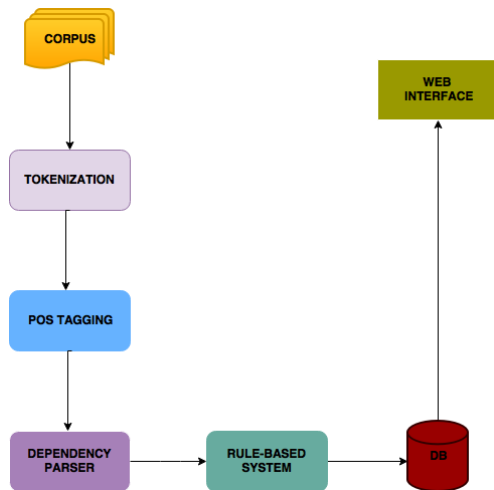 CORPUS
WEB
INTERFACE
TOKENIZATION
POS TAGGING
DEPENDENCY
PARSER
RULE-BASED
SYSTEM
DB